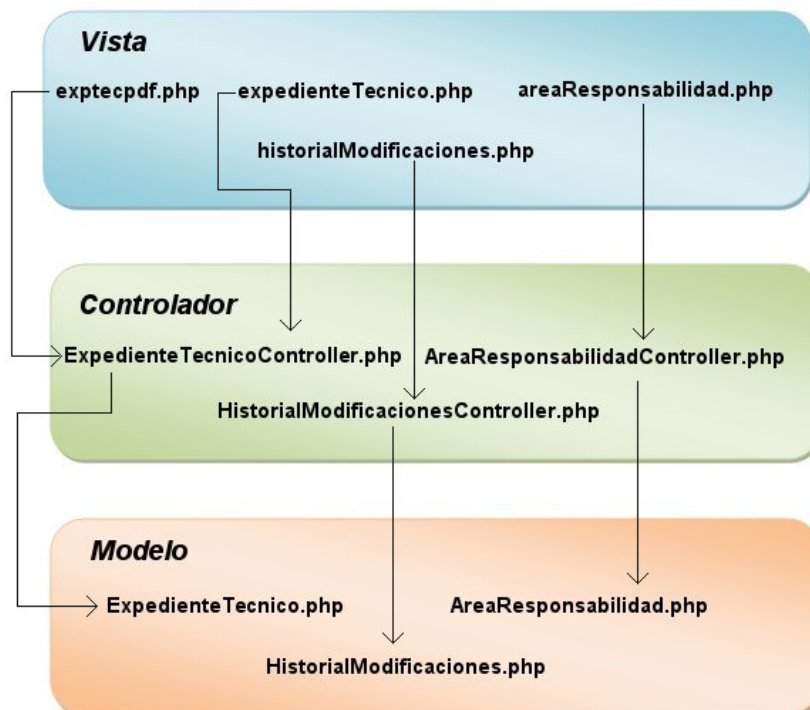 Vista
exptecpdf.php expedienteTecnico.php areaResponsabilidad.php
historialModificaciones.php
Controlador
ExpedienteTecnicoController.php AreaResponsabilidadController.php
HistorialModificacionesController.php
Modelo
ExpedienteTecnico.php AreaResponsabilidad.php
HistorialModificaciones.php